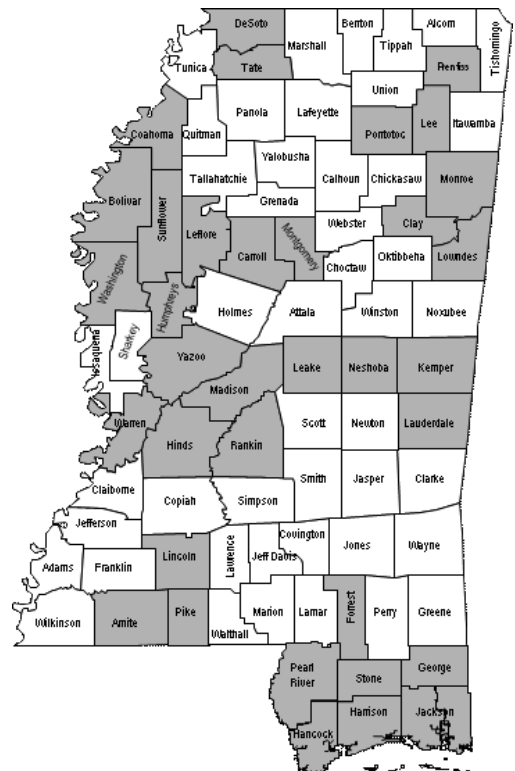 DeSoto
Benton
Alcorn
Tishomingo
Marshall
Tippah
Tunica
Tate
Prentiss
Union
Panola
Lafeyette
Coahoma
Quitman
Pontotoc
Lee
Itawamba
Yalobusha
Tallahatchie
Calhoun
Chickasaw
Monroe
Bolivar
Sunflower
Grenada
Leflore
Webster
Clay
Carroll
Montgomery
Choctaw
Oktibbeha
Lowndes
Washington
Humphreys
Holmes
Attala
Winston
Noxubee
Issaquena
Sharkey
Yazoo
Leake
Neshoba
Kemper
Madison
Warren
Scott
Newton
Lauderdale
Hinds
Rankin
Smith
Jasper
Clarke
Claiborne
Copiah
Simpson
Jefferson
Covington
Lawrence
Jeff Davis
Jones
Wayne
Lincoln
Adams
Franklin
Marion
Lamar
Forrest
Perry
Greene
Wilkinson
Amite
Pike
Walthall
Pearl
River
Stone
George
Harrison
Jackson
Hancock